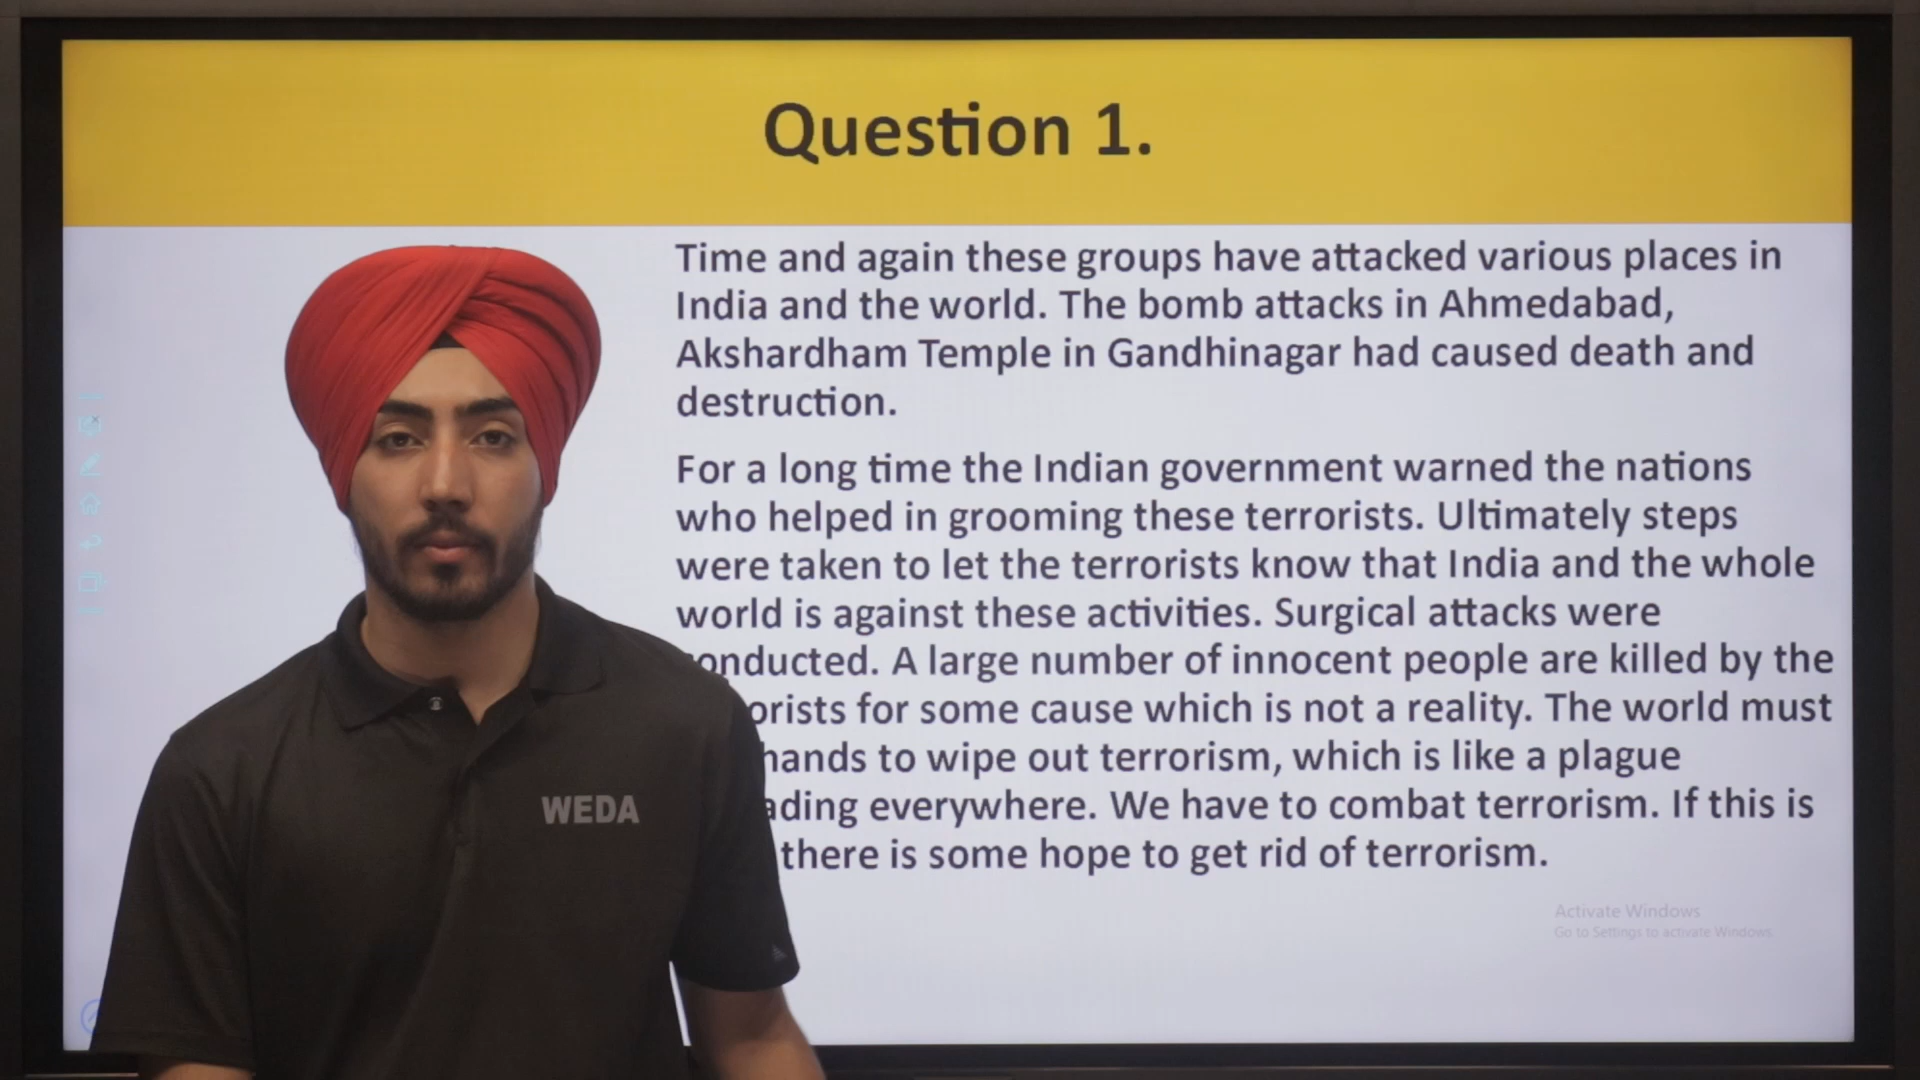 Question 1.
Time and again these groups have attacked various places in
India and the world. The bomb attacks in Ahmedabad,
Akshardham Temple in Gandhinagar had caused death and
destruction.
For a long time the Indian government warned the nations
who helped in grooming these terrorists. Ultimately steps
were taken to let the terrorists know that India and the whole
world is against these activities. Surgical attacks were
onducted. A large number of innocent people are killed by the
orists for some cause which is not a reality. The world must
hands to wipe out terrorism, which is like a plague
ading everywhere. We have to combat terrorism. If this is
there is some hope to get rid of terrorism.
WEDA
Activate Windows
Go to Settings to activate Windows.